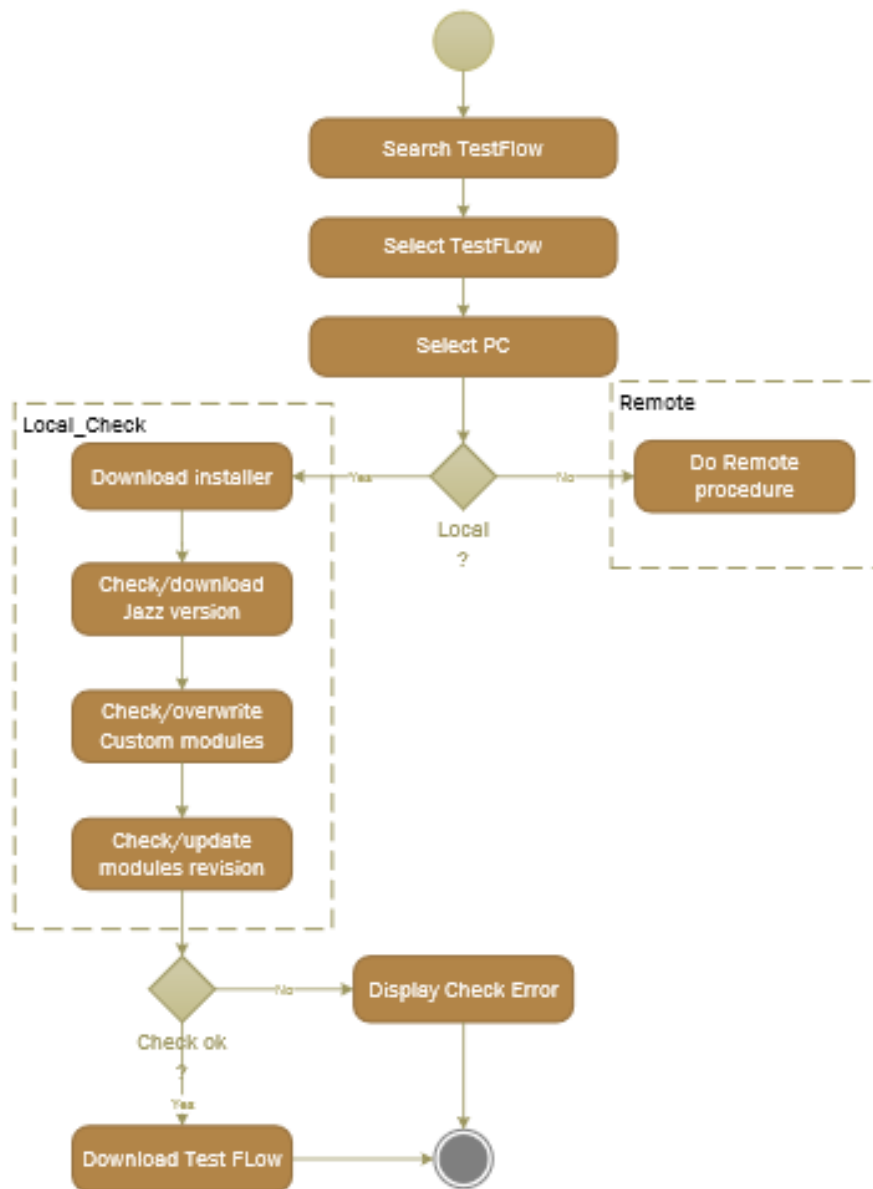 Search TestFlow
Select TestFLow
Select PC
Remote
Local_Check
Download installer
Yes
No
Do Remote
procedure
Local
?
Check/download
Jazz version
Check/overwrite
Custom modules
Check/update
modules revision
No
Display Check Error
Check ok
?
Yes
Download Test FLow